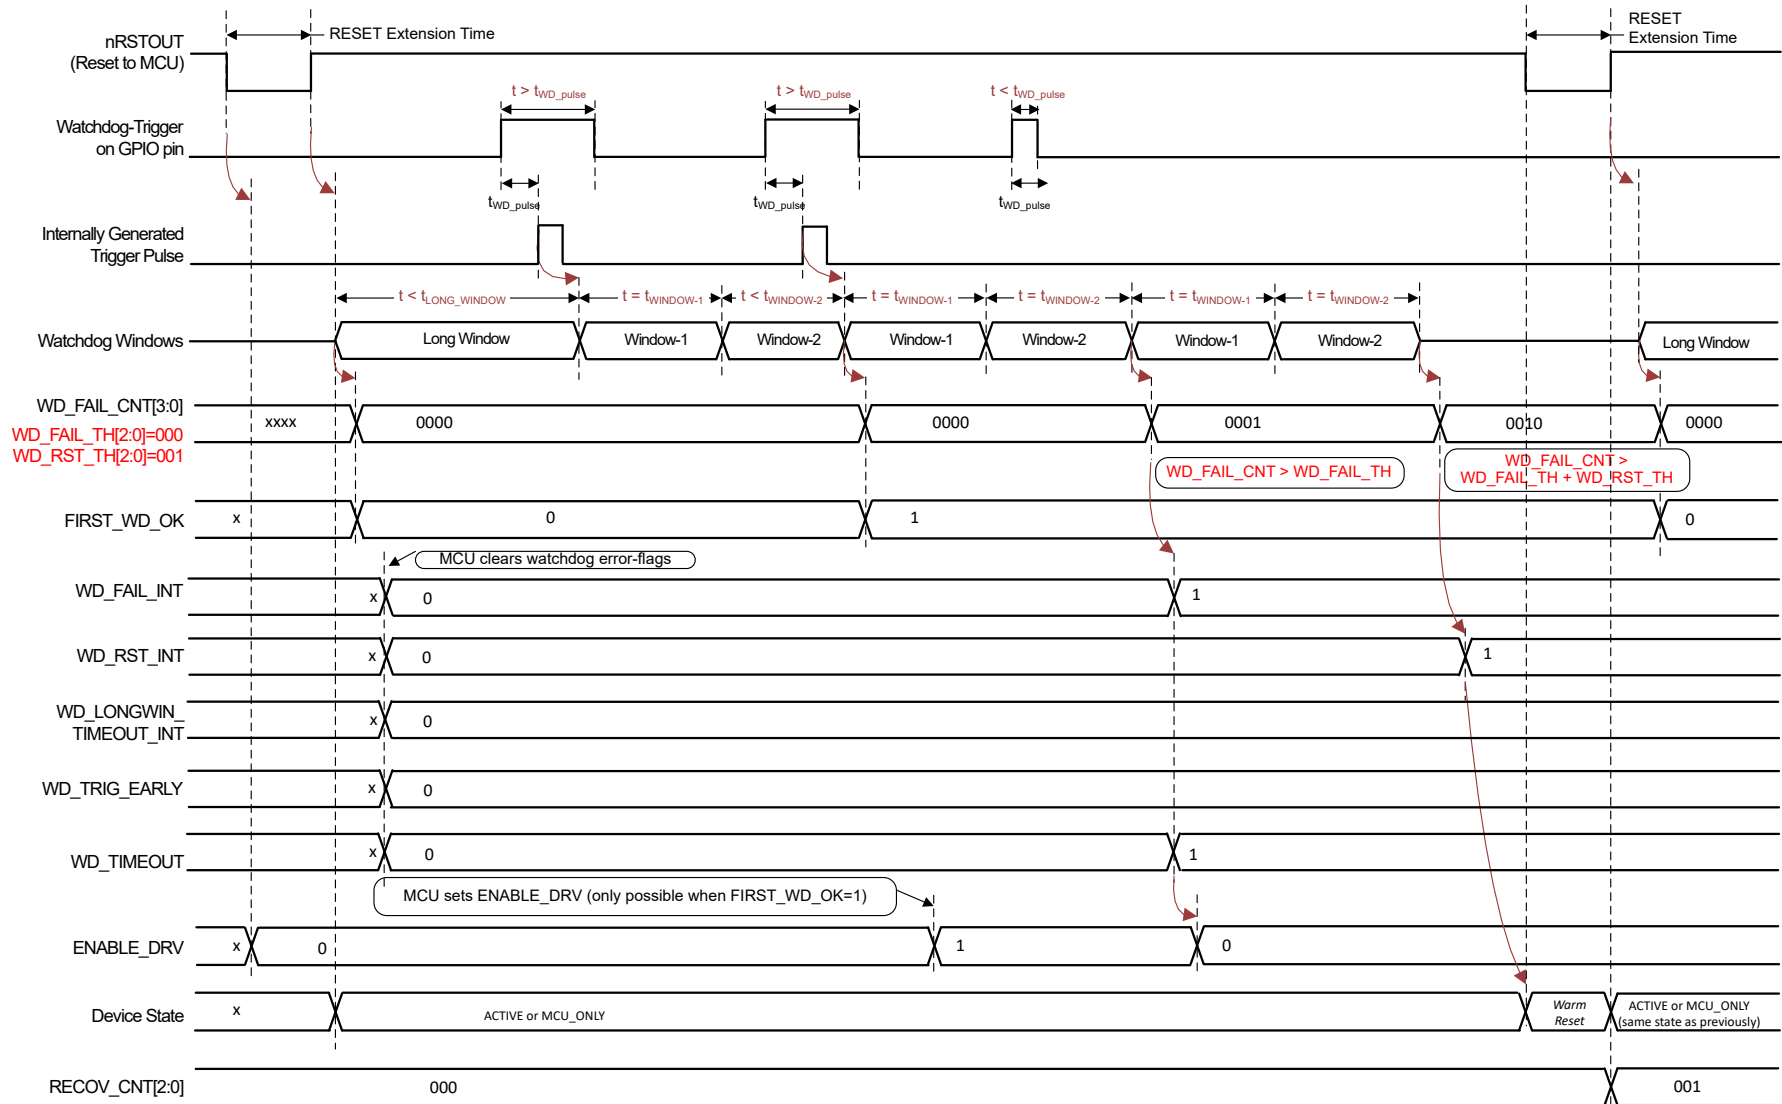 RESET Extension Time
RESET
Extension Time
nRSTOUT
(Reset to MCU)
t > tWD_pulse
t > tWD_pulse
t < tWD_pulse
Watchdog-Trigger
on GPIO pin
tWD_pulse
tWD_pulse
tWD_pulse
Internally Generated
Trigger Pulse
t < tLONG_WINDOW
t = tWINDOW-1
t < tWINDOW-2
t = tWINDOW-1
t = tWINDOW-2
t = tWINDOW-1
t = tWINDOW-2
Watchdog Windows
Long Window
Window-1
Window-2
Window-1
Window-2
Window-1
Window-2
Long Window
WD_FAIL_CNT[3:0]
WD_FAIL_TH[2:0]=000
WD_RST_TH[2:0]=001
xxxx
0000
0000
0001
0010
0000
WD_FAIL_CNT > WD_FAIL_TH
WD_FAIL_CNT >
WD_FAIL_TH + WD_RST_TH
FIRST_WD_OK
x
0
1
0
MCU clears watchdog error-flags
WD_FAIL_INT
x
0
1
WD_RST_INT
x
0
1
WD_LONGWIN_
TIMEOUT_INT
x
0
WD_TRIG_EARLY
x
0
WD_TIMEOUT
x
0
1
MCU sets ENABLE_DRV (only possible when FIRST_WD_OK=1)
ENABLE_DRV
x
0
1
0
Device State
x
ACTIVE or MCU_ONLY
Warm
Reset
ACTIVE or MCU_ONLY
(same state as previously)
RECOV_CNT[2:0]
000
001